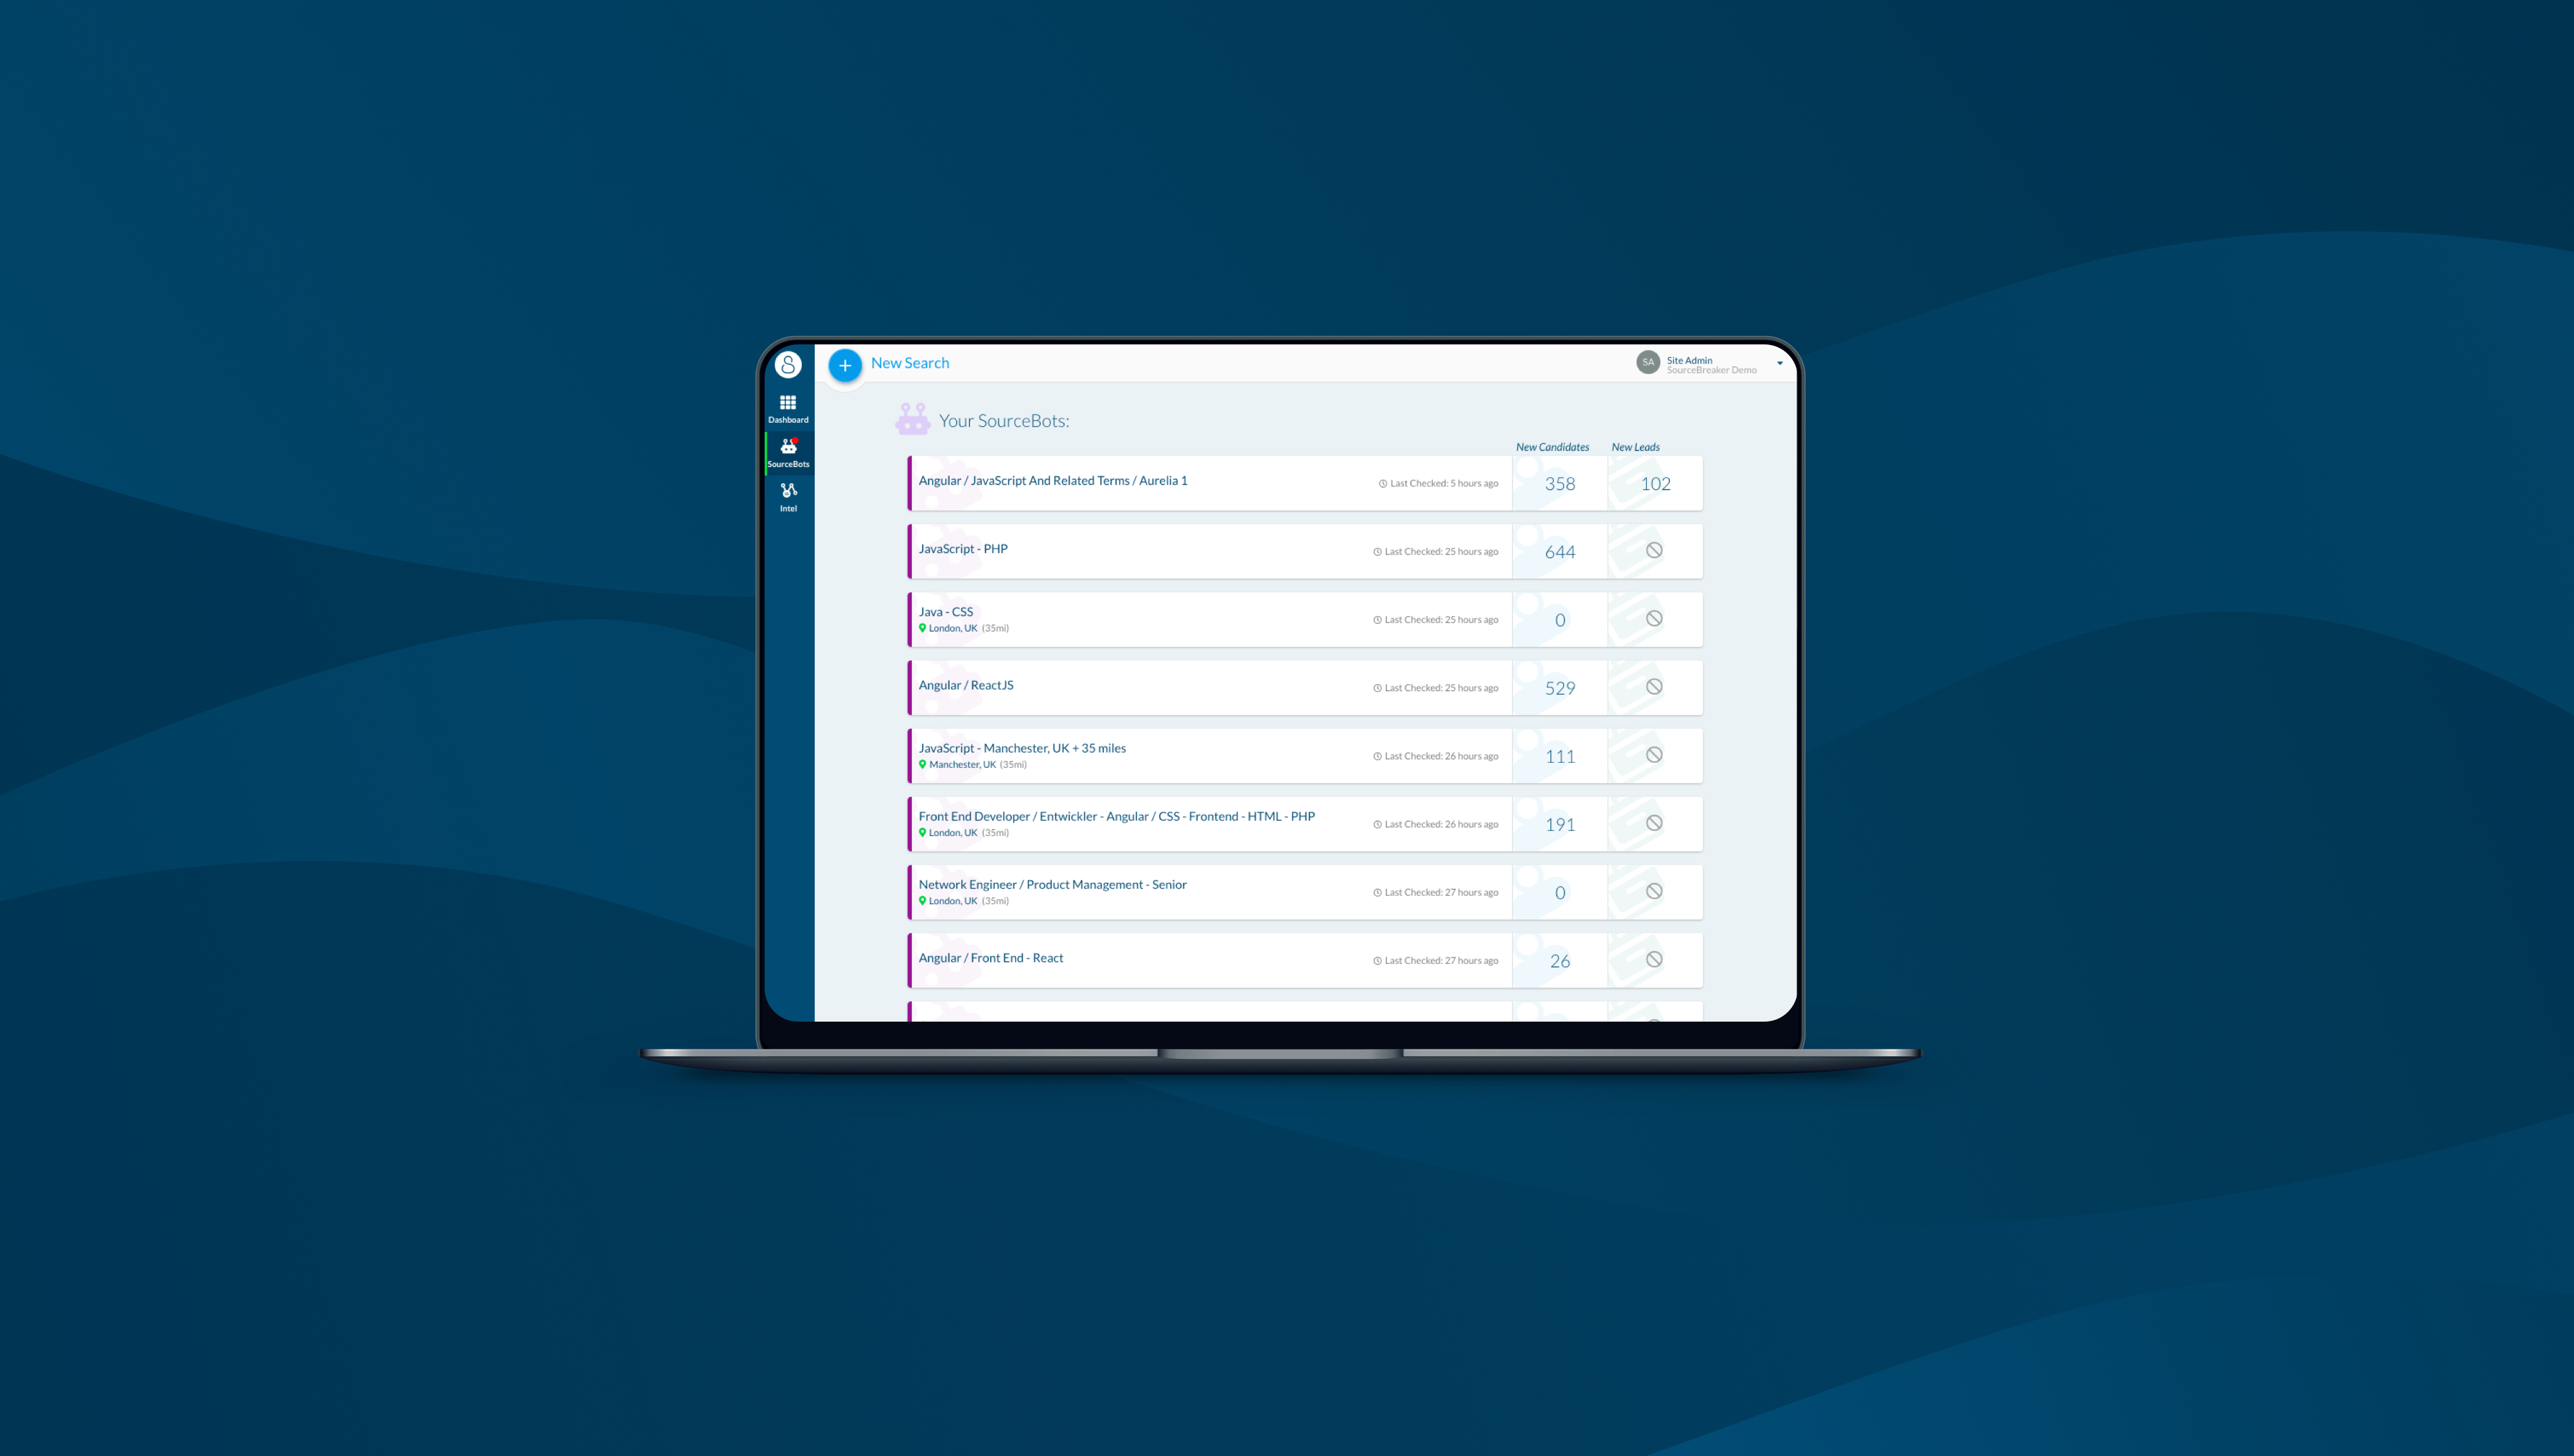 New Search
SA
Site Admin
SourceBreaker Demo
Dashboard
SourceBots
Intel
Your SourceBots:
New Candidates
New Leads
Angular / JavaScript And Related Terms / Aurelia 1
Last Checked: 5 hours ago
358
102
JavaScript - PHP
Last Checked: 25 hours ago
644
Java - CSS
London, UK (35mi)
Last Checked: 25 hours ago
0
Angular / ReactJS
Last Checked: 25 hours ago
529
JavaScript - Manchester, UK + 35 miles
Manchester, UK (35mi)
Last Checked: 26 hours ago
111
Front End Developer / Entwickler - Angular / CSS - Frontend - HTML - PHP
London, UK (35mi)
Last Checked: 26 hours ago
191
Network Engineer / Product Management - Senior
London, UK (35mi)
Last Checked: 27 hours ago
0
Angular / Front End - React
Last Checked: 27 hours ago
26